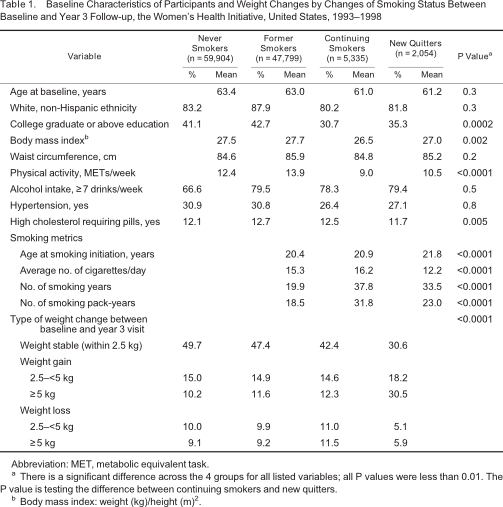 Table 1. Baseline Characteristics of Participants and Weight Changes by Changes of Smoking Status Between
Baseline and Year 3 Follow-up, the Women's Health Initiative, United States, 1993–1998
Variable Never Smokers (n = 59,904) Former Smokers (n = 47,799) Continuing Smokers (n = 5,335) New Quitters (n = 2,054) P Valueᵃ
% Mean % Mean % Mean % Mean
Age at baseline, years 63.4 63.0 61.0 61.2 0.3
White, non-Hispanic ethnicity 83.2 87.9 80.2 81.8 0.3
College graduate or above education 41.1 42.7 30.7 35.3 0.0002
Body mass indexᵇ 27.5 27.7 26.5 27.0 0.002
Waist circumference, cm 84.6 85.9 84.8 85.2 0.2
Physical activity, METs/week 12.4 13.9 9.0 10.5 <0.0001
Alcohol intake, ≥7 drinks/week 66.6 79.5 78.3 79.4 0.5
Hypertension, yes 30.9 30.8 26.4 27.1 0.8
High cholesterol requiring pills, yes 12.1 12.7 12.5 11.7 0.005
Smoking metrics
Age at smoking initiation, years 20.4 20.9 21.8 <0.0001
Average no. of cigarettes/day 15.3 16.2 12.2 <0.0001
No. of smoking years 19.9 37.8 33.5 <0.0001
No. of smoking pack-years 18.5 31.8 23.0 <0.0001
Type of weight change between <0.0001
baseline and year 3 visit
Weight stable (within 2.5 kg) 49.7 47.4 42.4 30.6
Weight gain
2.5–<5 kg 15.0 14.9 14.6 18.2
≥5 kg 10.2 11.6 12.3 30.5
Weight loss
2.5–<5 kg 10.0 9.9 11.0 5.1
≥5 kg 9.1 9.2 11.5 5.9
Abbreviation: MET, metabolic equivalent task.
ᵃ There is a significant difference across the 4 groups for all listed variables; all P values were less than 0.01. The
P value is testing the difference between continuing smokers and new quitters.
ᵇ Body mass index: weight (kg)/height (m)².